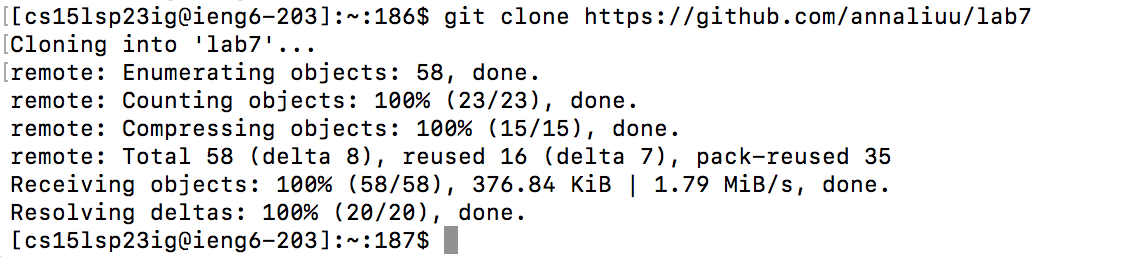 [cs15lsp23ig@ieng6-203]:~:186$ git clone https://github.com/annaliuu/lab7
Cloning into 'lab7'...
remote: Enumerating objects: 58, done.
remote: Counting objects: 100% (23/23), done.
remote: Compressing objects: 100% (15/15), done.
remote: Total 58 (delta 8), reused 16 (delta 7), pack-reused 35
Receiving objects: 100% (58/58), 376.84 KiB | 1.79 MiB/s, done.
Resolving deltas: 100% (20/20), done.
[cs15lsp23ig@ieng6-203]:~:187$